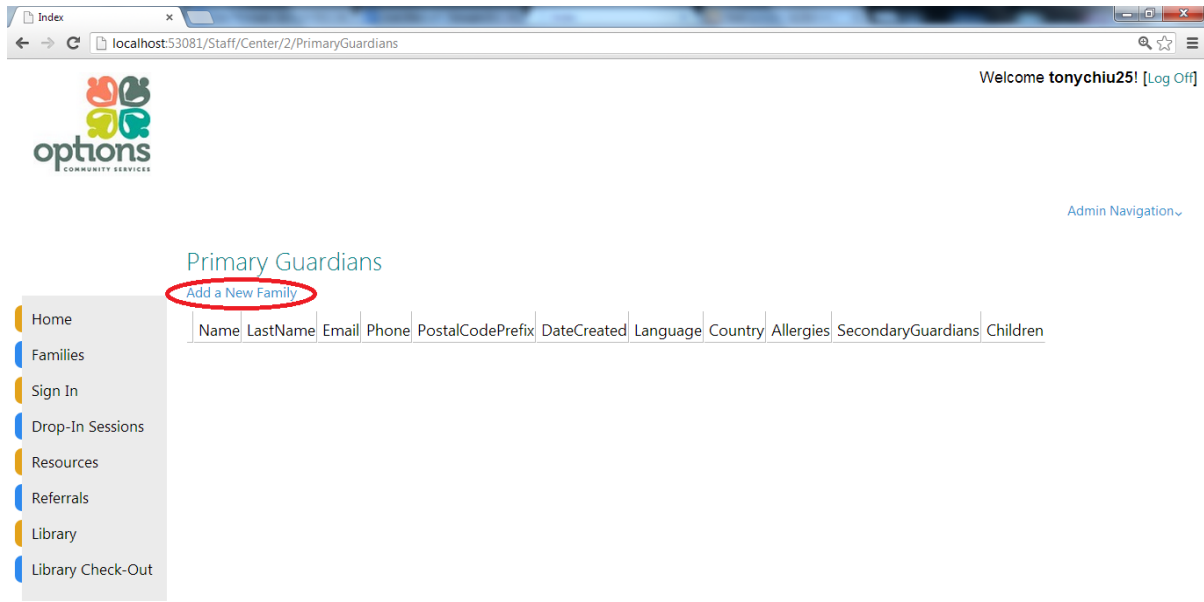 Index
localhost:53081/Staff/Center/2/PrimaryGuardians
Welcome tonychiu25! [Log Off]
options
COMMUNITY SERVICES
Admin Navigation
Primary Guardians
Add a New Family
Name LastName Email Phone PostalCodePrefix DateCreated Language Country Allergies SecondaryGuardians Children
Home
Families
Sign In
Drop-In Sessions
Resources
Referrals
Library
Library Check-Out